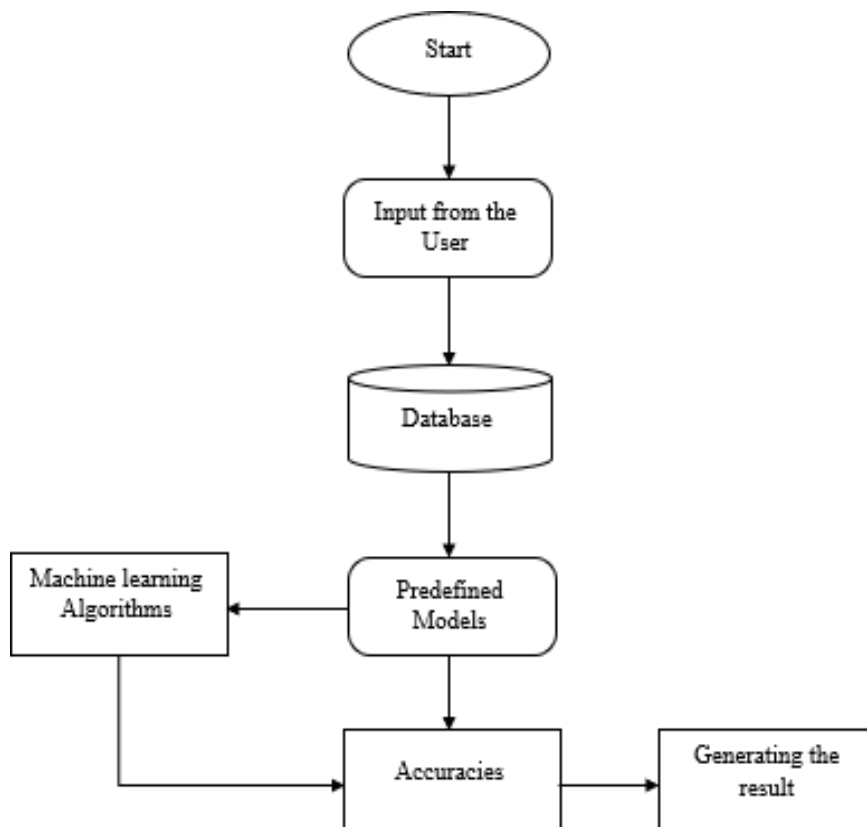 Start
Input from the
User
Database
Machine learning
Algorithms
Predefined
Models
Accuracies
Generating the
result